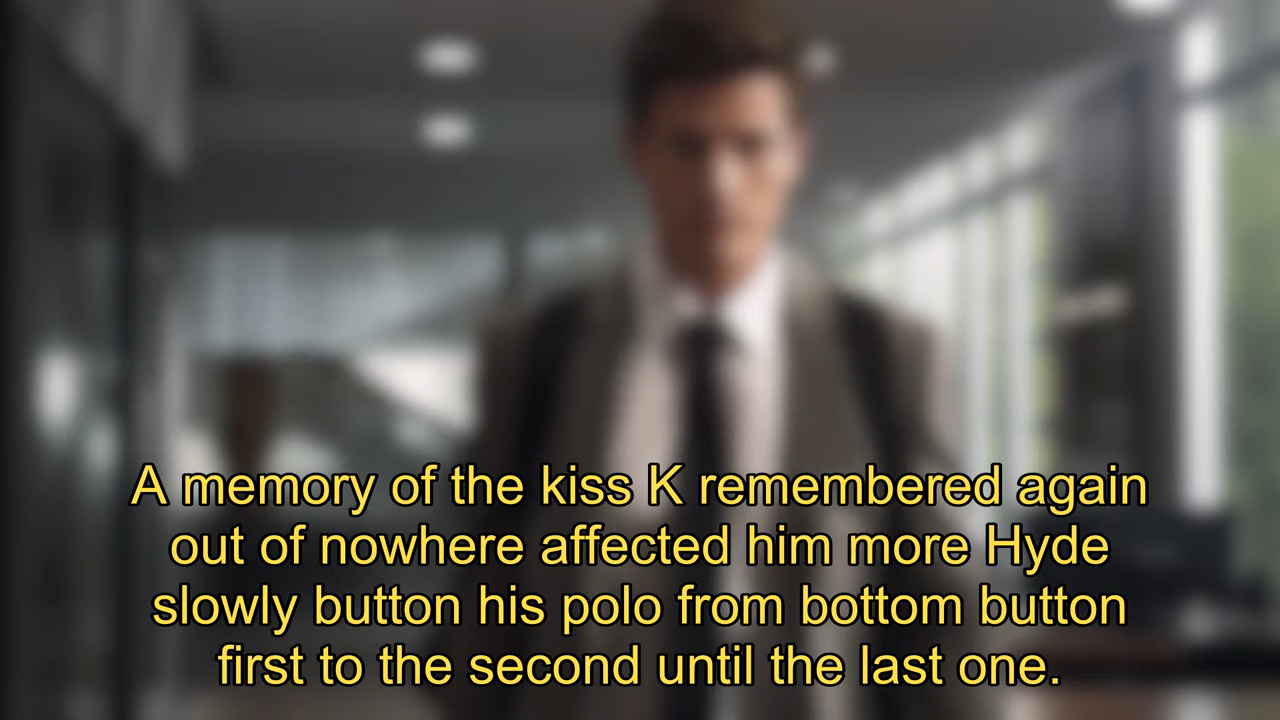 A memory of the kiss K remembered again
out of nowhere affected him more Hyde
slowly button his polo from bottom button
first to the second until the last one.